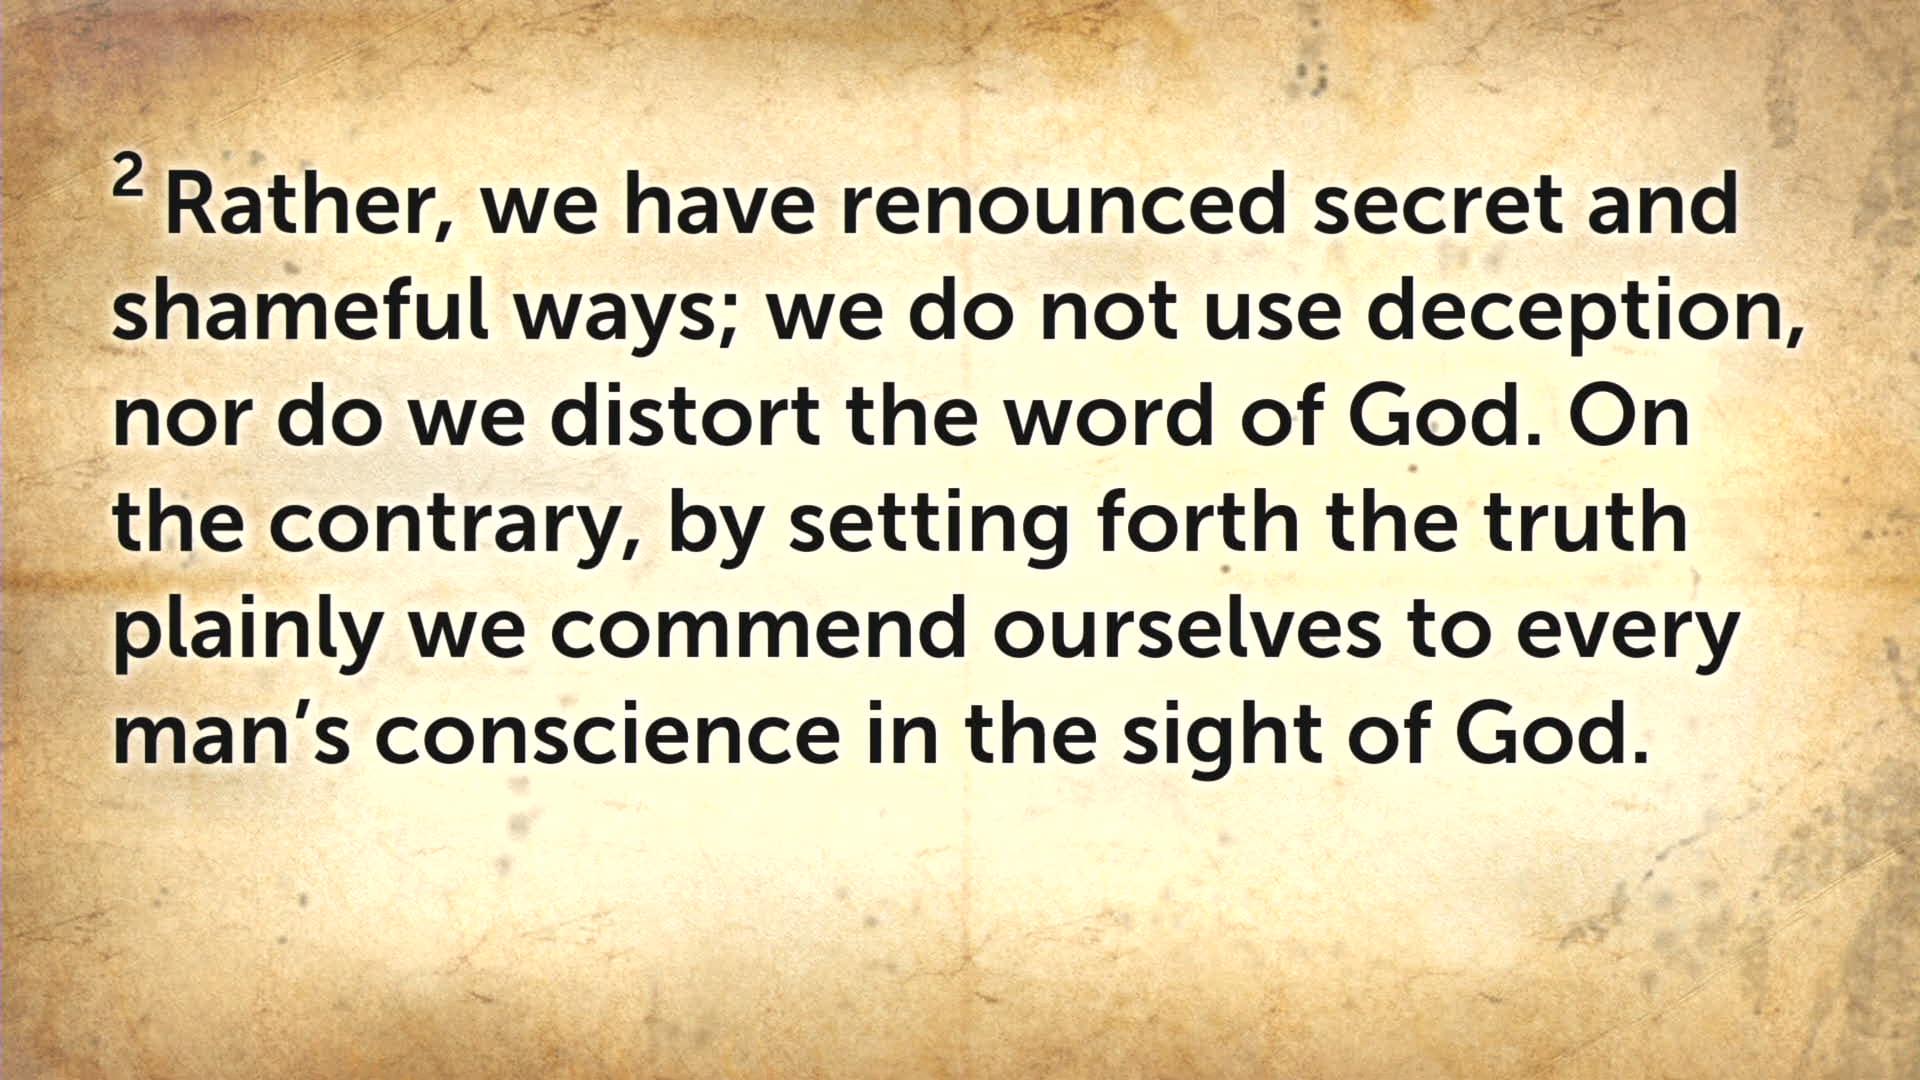 2 Rather, we have renounced secret and
shameful ways; we do not use deception,
nor do we distort the word of God. On
the contrary, by setting forth the truth
plainly we commend ourselves to every
man’s conscience in the sight of God.